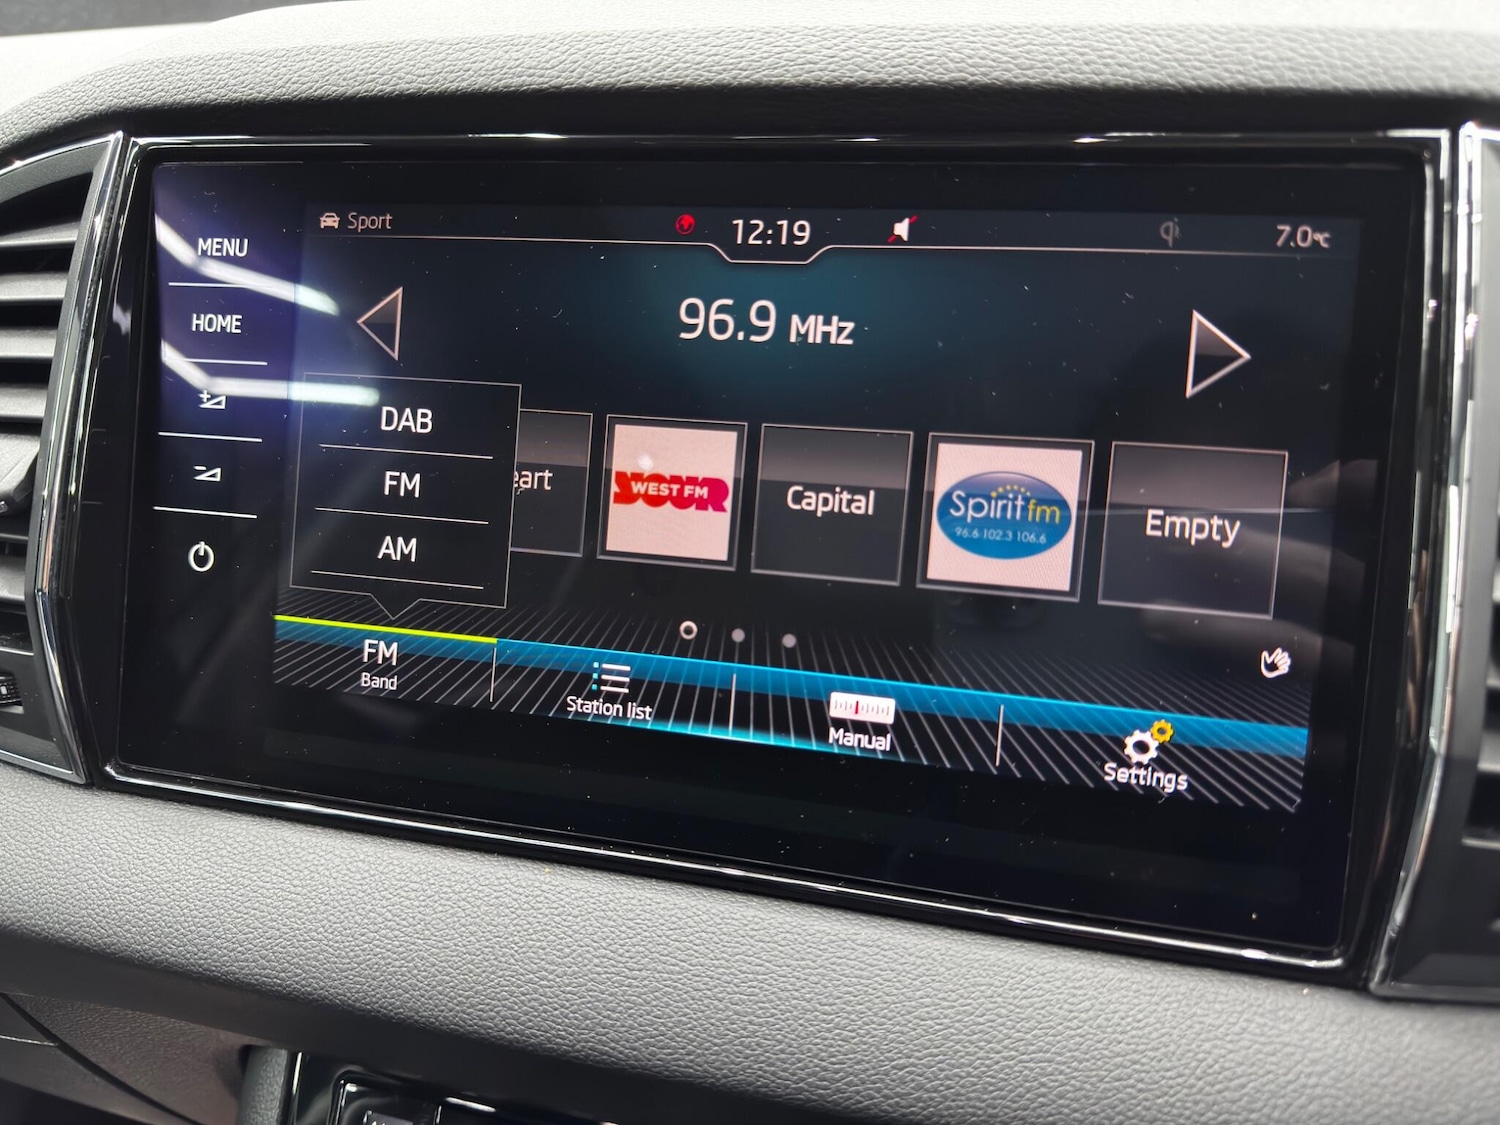 MENU
HOME
Sport
12:19
7.0°C
96.9 MHz
DAB
FM
AM
eart
YOUR
WEST FM
Capital
Spirit fm
96.6 102.3 106.6
Empty
FM
Band
Station list
Manual
Settings